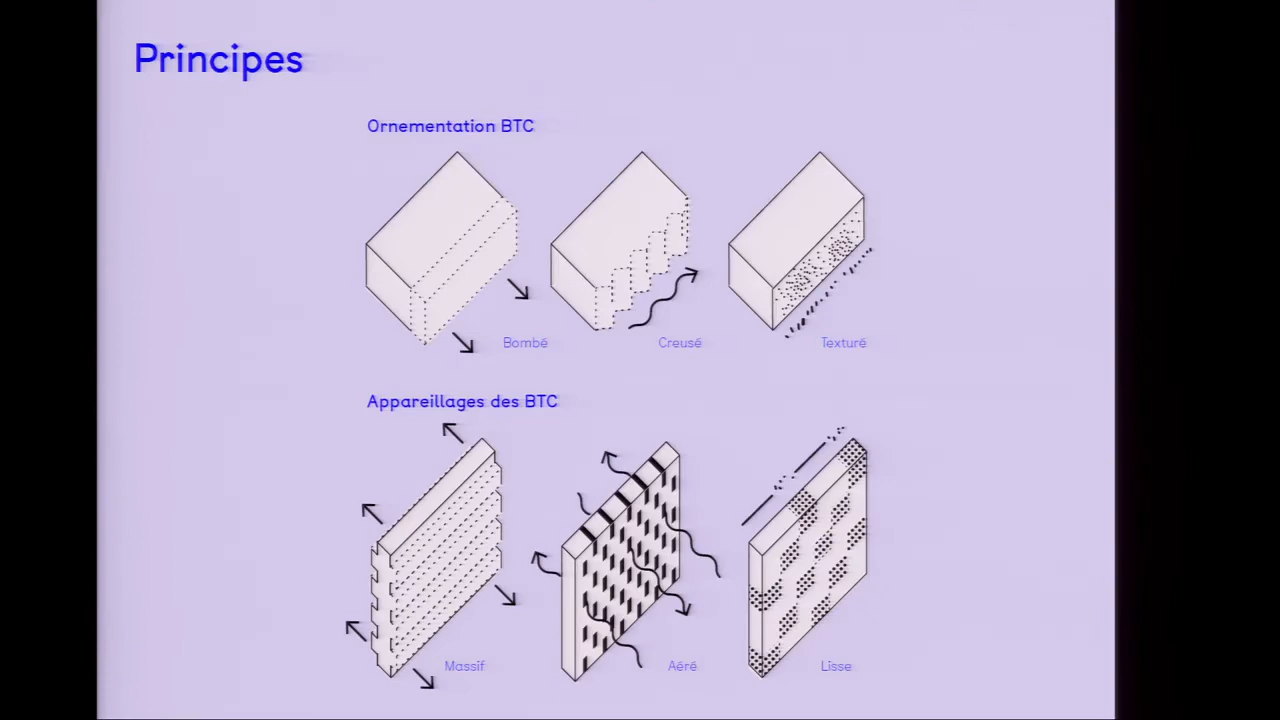 Principes
Ornementation BTC
Bombé
Creusé
Texturé
Appareillages des BTC
Massif
Aéré
Lisse